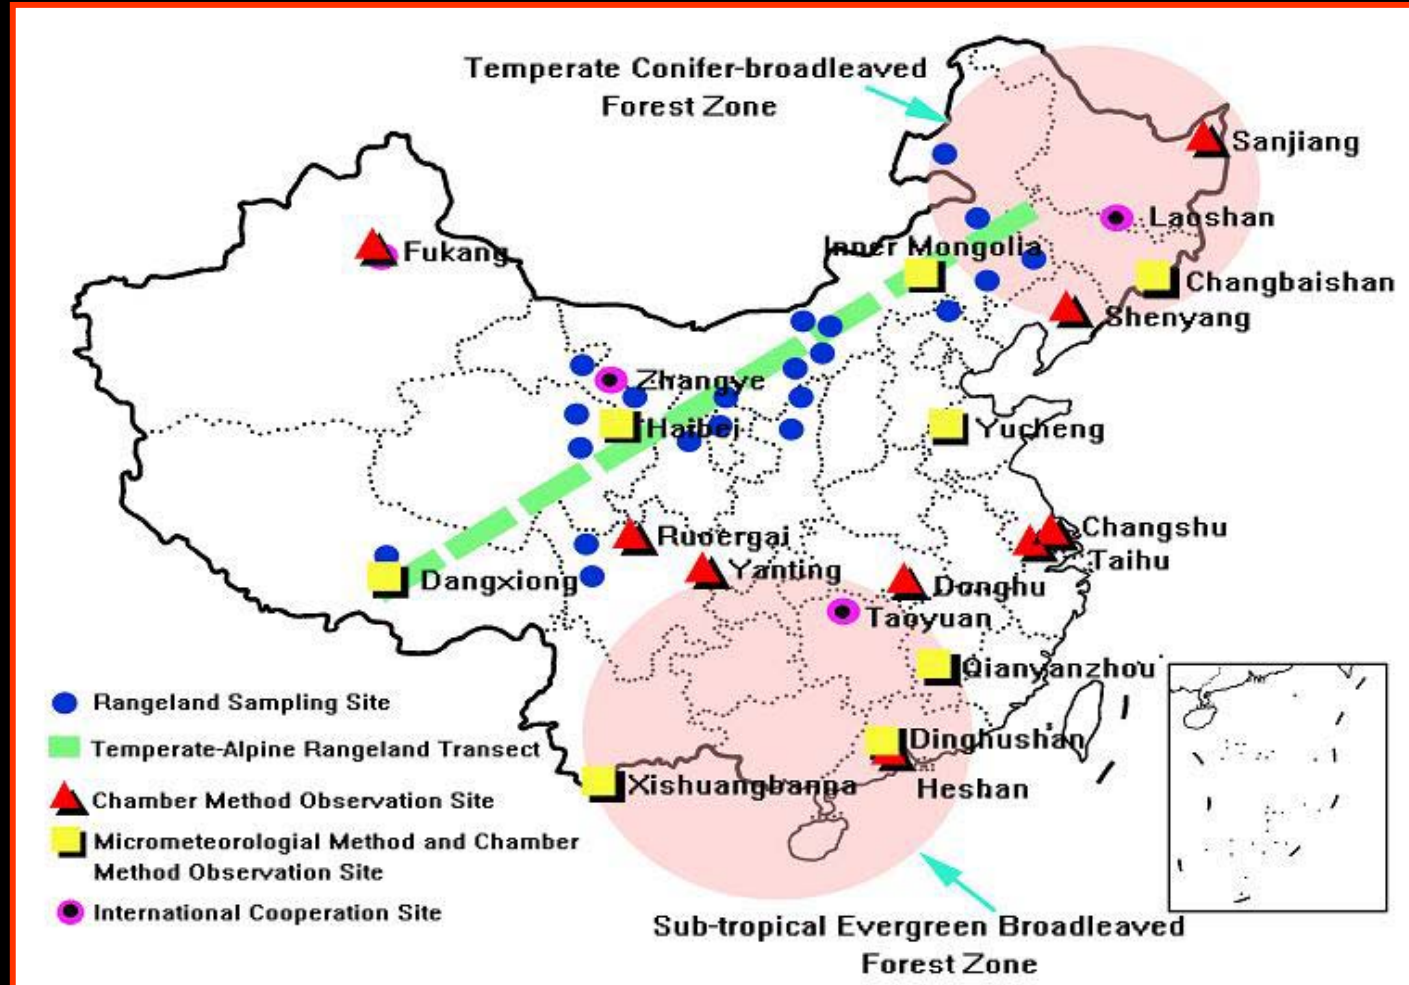 Temperate Conifer-broadleaved
Forest Zone
Sanjiang
Laoshan
Fukang
Inner Mongolia
Changbaishan
Shenyang
Zhangye
Haibei
Yucheng
Ruoergai
Changshu
Yanting
Taihu
Dangxiong
Donghu
Taoyuan
Qianyanzhou
Rangeland Sampling Site
Temperate-Alpine Rangeland Transect
Dinghushan
Xishuangbanna
Heshan
Chamber Method Observation Site
Micrometeorologial Method and Chamber
Method Observation Site
International Cooperation Site
Sub-tropical Evergreen Broadleaved
Forest Zone